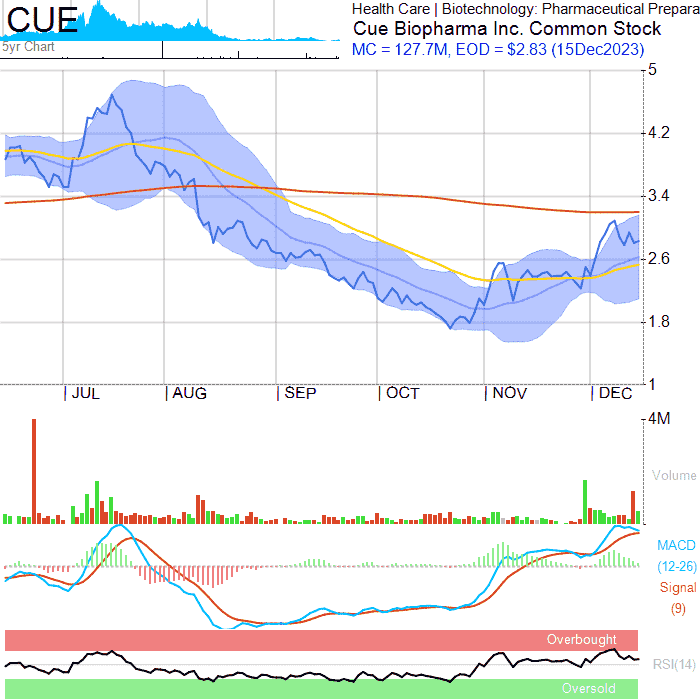 CUE
5yr Chart
Health Care | Biotechnology: Pharmaceutical Prepara
Cue Biopharma Inc. Common Stock
MC = 127.7M, EOD = $2.83 (15Dec2023)
5
4.2
3.4
2.6
1.8
1
JUL
AUG
SEP
OCT
NOV
DEC
4M
Volume
MACD
(12-26)
Signal
(9)
Overbought
RSI(14)
Oversold